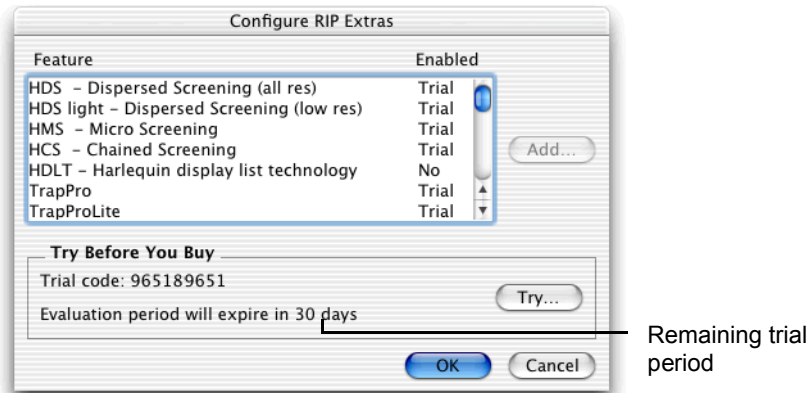 Configure RIP Extras
Feature Enabled
HDS – Dispersed Screening (all res) Trial
HDS light – Dispersed Screening (low res) Trial
HMS – Micro Screening Trial
HCS – Chained Screening Trial
HDLT – Harlequin display list technology No
TrapPro Trial
TrapProLite Trial
Add...
Try Before You Buy
Trial code: 965189651
Try...
Evaluation period will expire in 30 days
Remaining trial
period
OK Cancel